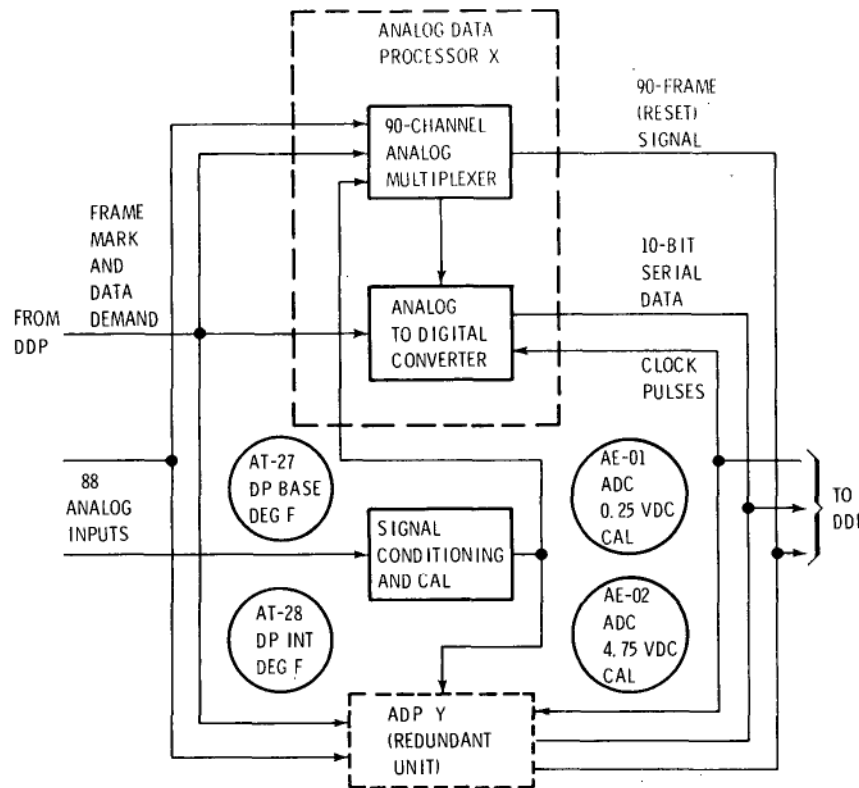 ANALOG DATA
PROCESSOR X
90-CHANNEL
ANALOG
MULTIPLEXER
90-FRAME
(RESET)
SIGNAL
FRAME
MARK
AND
DATA
DEMAND
FROM
DDP
ANALOG
TO DIGITAL
CONVERTER
10-BIT
SERIAL
DATA
CLOCK
PULSES
88
ANALOG
INPUTS
AT-27
DP BASE
DEG F
SIGNAL
CONDITIONING
AND CAL
AE-01
ADC
0.25 VDC
CAL
TO
AT-28
DP INT
DEG F
AE-02
ADC
4.75 VDC
CAL
ADP Y
(REDUNDANT
UNIT)